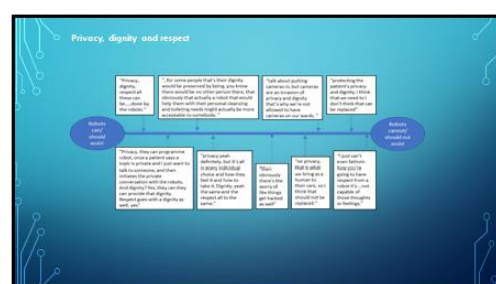 Privacy, dignity and respect
"Privacy,
dignity,
respect all
these can
be.....done by
the robots."
", for some people that's their dignity
would be preserved by being, you know
there would be no other person there, that
obviously that actually a robot that would
help them with their personal cleansing
and toileting needs might actually be more
acceptable to somebody. "
"talk about putting
cameras in, but cameras
are an invasion of
privacy and dignity
that's why we're not
allowed to have
cameras on our wards. "
"protecting the
patient's privacy
and dignity, I think
that we need to I
don't think that can
be replaced"
Robots
can/
should
assist
Robots
cannot/
should not
assist
"Privacy, they can programme
robot, once a patient says a
topic is private and I just want to
talk to someone, and then
initiates the private
conversation with the robots.
And dignity? Yes, they can they
can provide that dignity.
Respect goes with a dignity as
well, yes"
"privacy yeah
definitely, but it's all
in many individual
choice and how they
feel it and how to
take it. Dignity, yeah
the same and the
respect all to the
same."
obviously
there's the
worry of
like things
get hacked
as well"
privacy,
that is what
we bring as a
human to
their care, so I
think that
should not be
replaced."
"I just can't
even fathom
how you're
going to have
respect from a
robot it's ...not
capable of
those thoughts
or feelings."